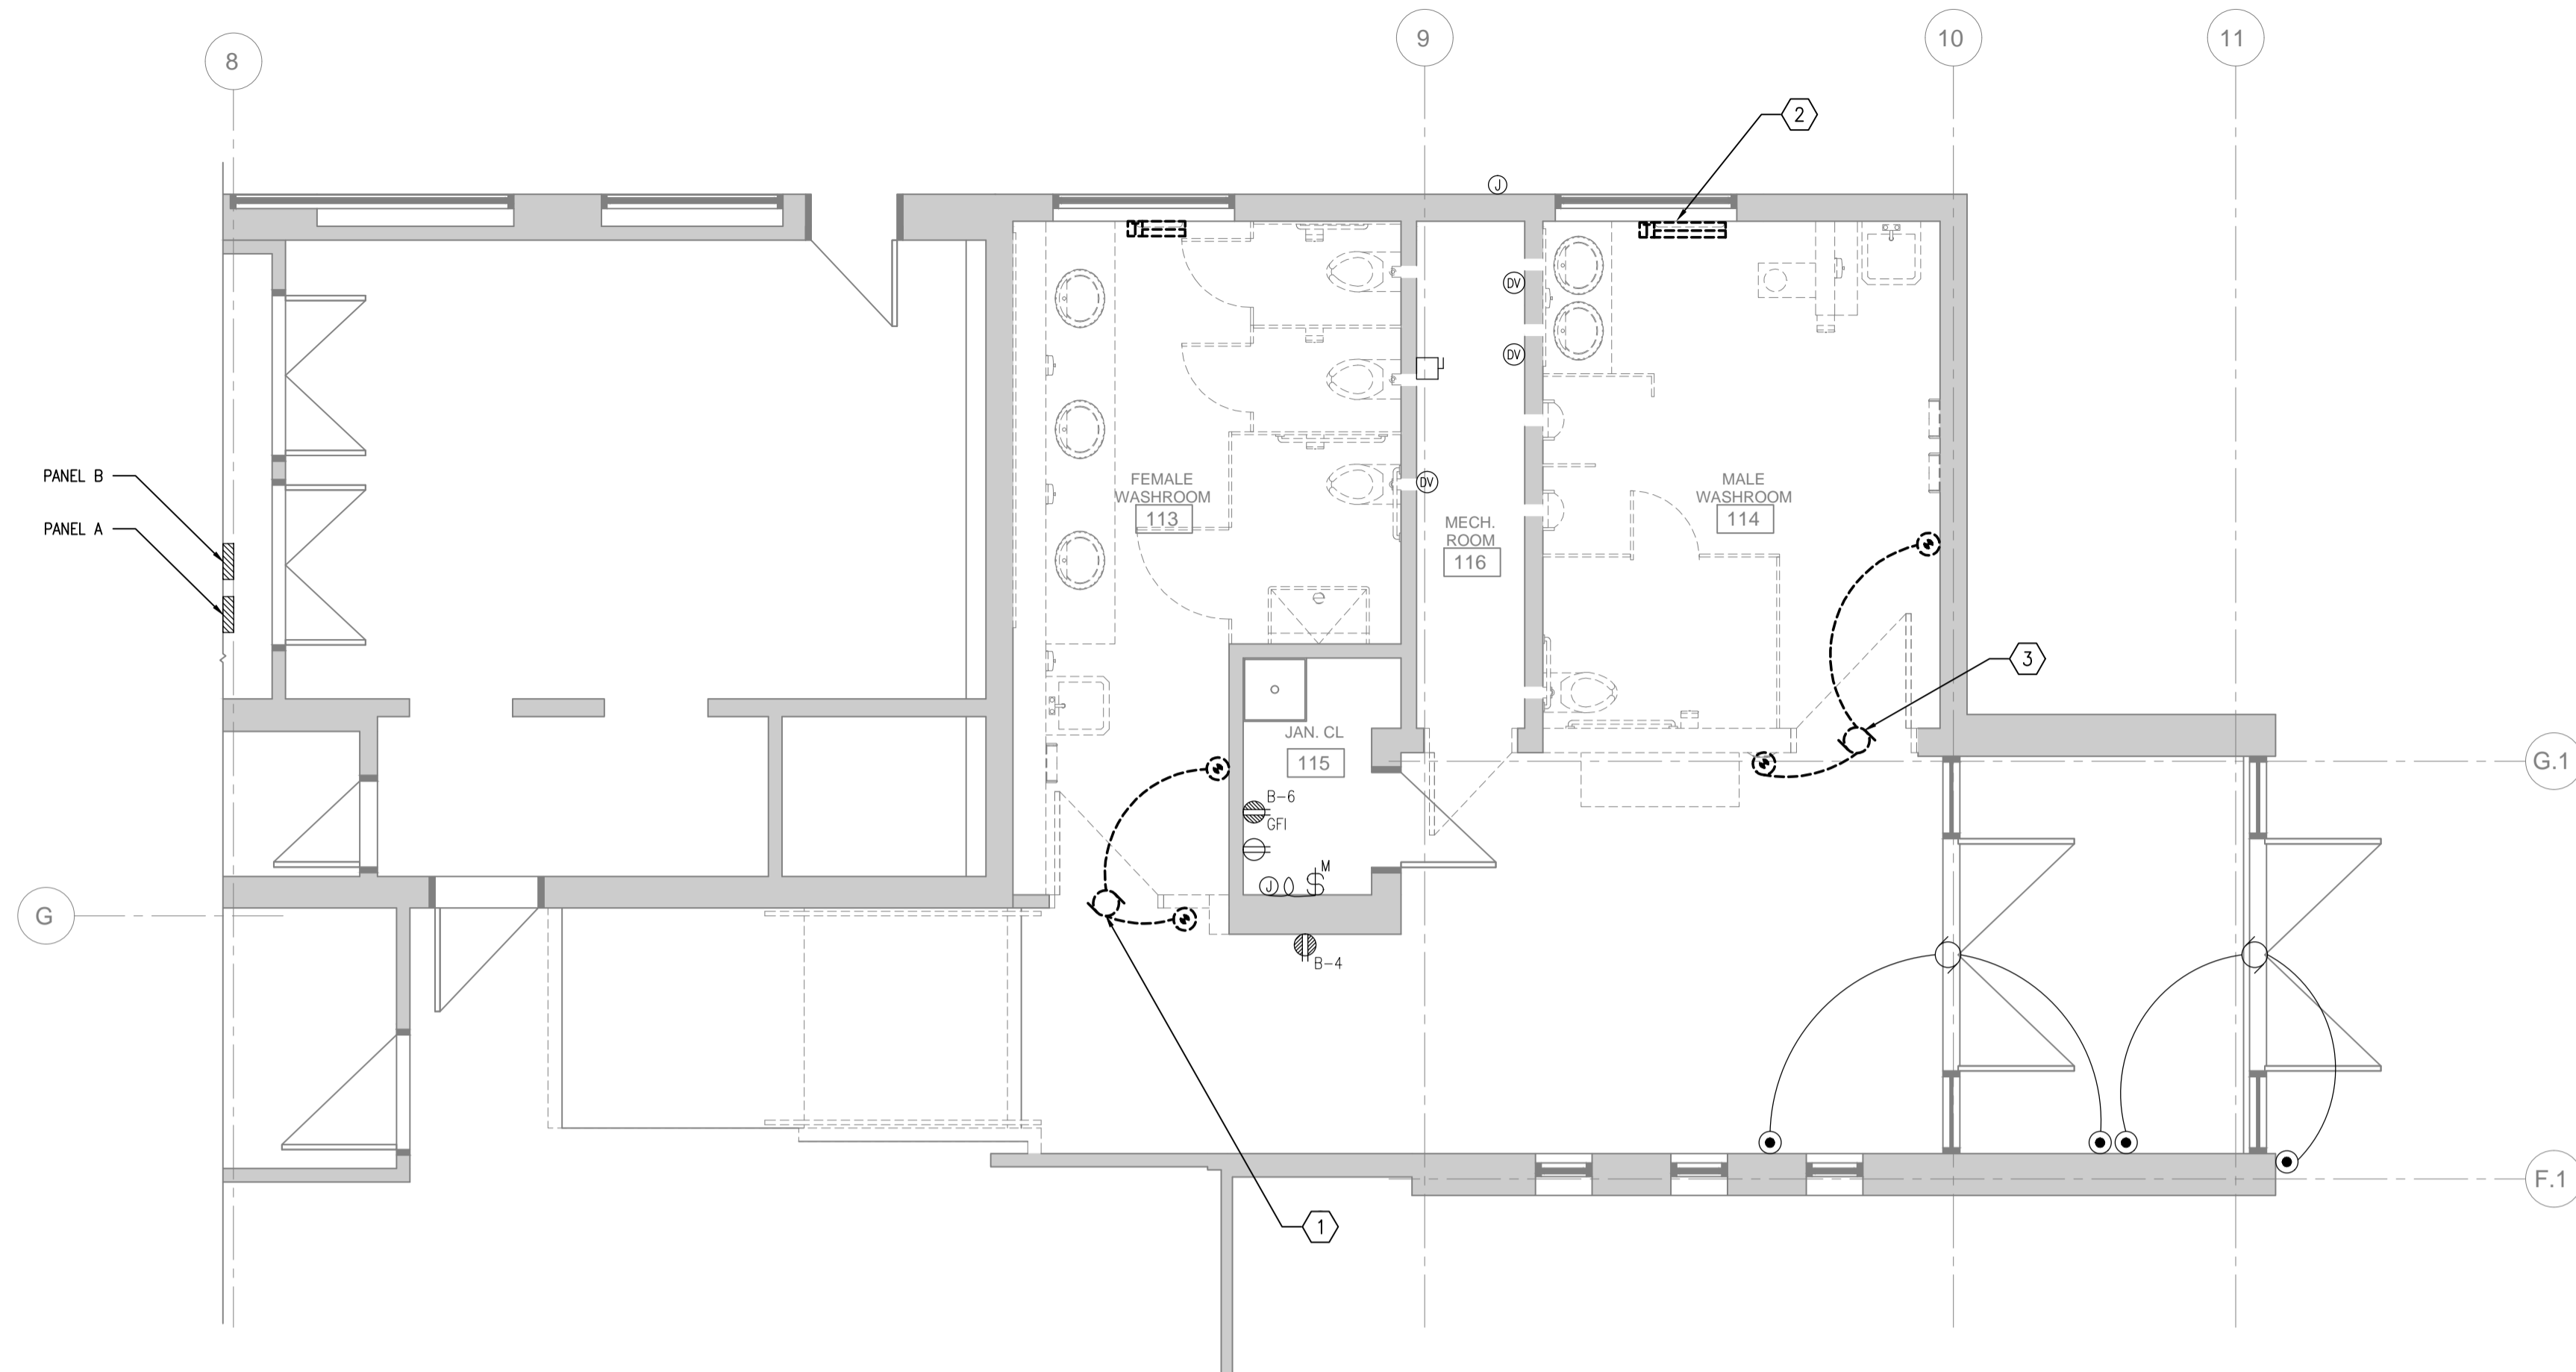 8
9
10
11
2
J
DV
DV
PANEL B
PANEL A
FEMALE
WASHROOM
113
DV
MECH.
ROOM
116
MALE
WASHROOM
114
3
JAN. CL
115
G.1
B-6
GFI
M
J
S
G
B-4
F.1
1